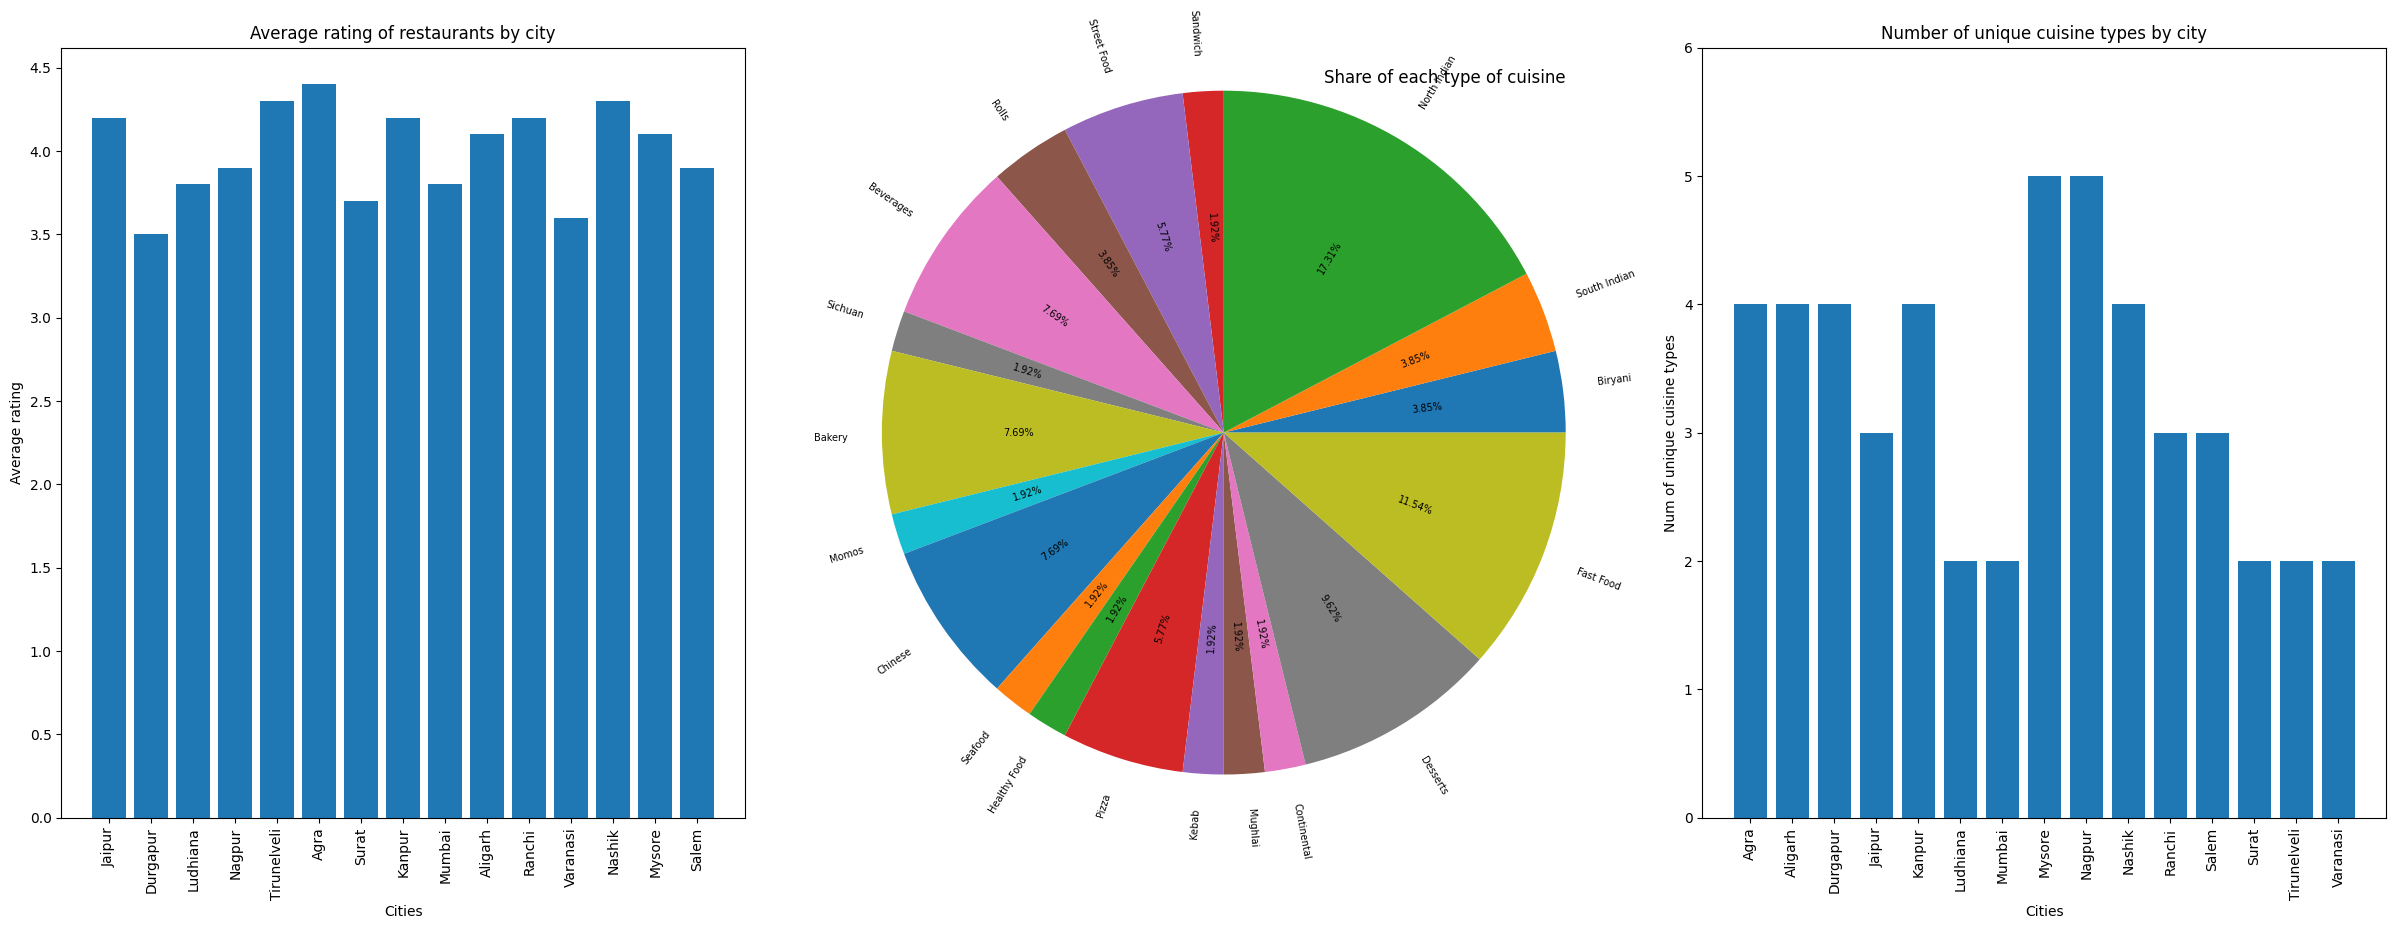 Average rating of restaurants by city
4.5
4.0
3.5
3.0
2.5
2.0
1.5
1.0
0.5
0.0
Average rating
Jaipur
Durgapur
Ludhiana
Nagpur
Tirunelveli
Agra
Surat
Kanpur
Mumbai
Aligarh
Ranchi
Varanasi
Nashik
Mysore
Salem
Cities
Share of each type of cuisine
Biryani
3.85%
South Indian
3.85%
North Indian
17.31%
Sandwich
1.92%
Street Food
5.77%
Rolls
3.85%
Beverages
7.69%
Sichuan
1.92%
Bakery
7.69%
Momos
1.92%
Chinese
7.69%
Seafood
1.92%
Healthy Food
1.92%
Pizza
5.77%
Kebab
1.92%
Mughlai
1.92%
Continental
1.92%
Desserts
9.62%
Fast Food
11.54%
Number of unique cuisine types by city
6
5
4
3
2
1
0
Num of unique cuisine types
Agra
Aligarh
Durgapur
Jaipur
Kanpur
Ludhiana
Mumbai
Mysore
Nagpur
Nashik
Ranchi
Salem
Surat
Tirunelveli
Varanasi
Cities